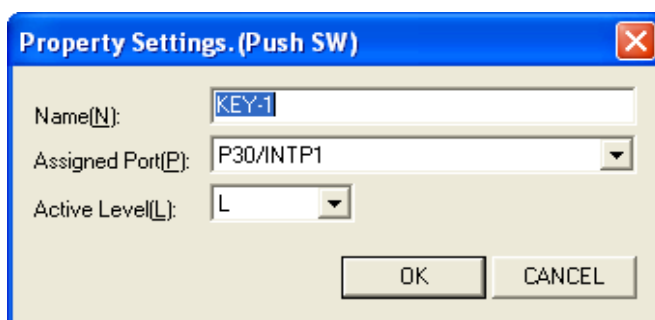 Property Settings.(Push SW)
Name(N): KEY-1
Assigned Port(P): P30/INTP1
Active Level(L): L
OK CANCEL